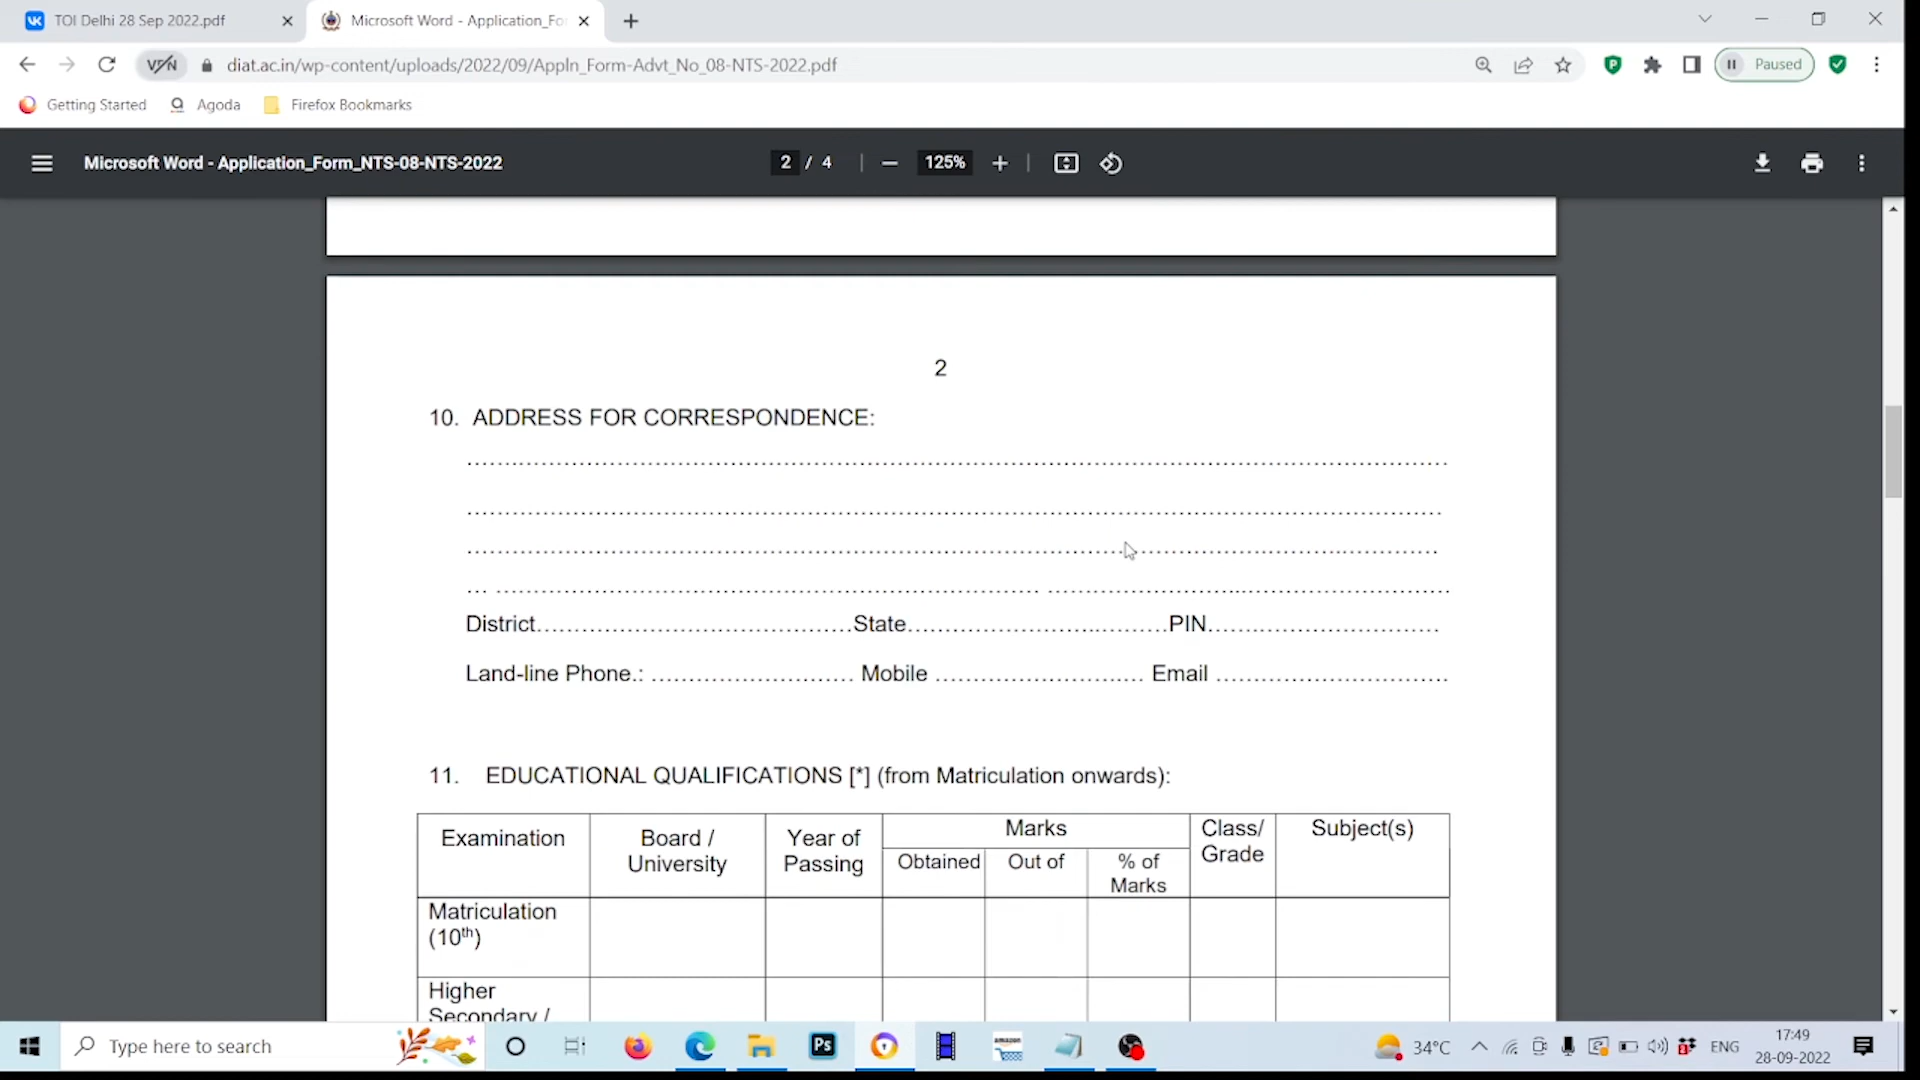 TOI Delhi 28 Sep 2022.pdf
Microsoft Word - Application_Fo
VPN
diat.ac.in/wp-content/uploads/2022/09/Appln_Form-Advt_No_08-NTS-2022.pdf
Paused
Getting Started
Agoda
Firefox Bookmarks
Microsoft Word - Application_Form_NTS-08-NTS-2022
2 / 4
125%
2
10. ADDRESS FOR CORRESPONDENCE:
……………………………………………………………………………………
……………………………………………………………………………………
……………………………………………………………………………………
… ……………………………………………… …………………………………
District……………………………………State……………………………PIN…………………………
Land-line Phone.: ……………………… Mobile ……………………… Email …………………………
11. EDUCATIONAL QUALIFICATIONS [*] (from Matriculation onwards):
Examination
Board / University
Year of Passing
Marks
Obtained
Out of
% of Marks
Class/ Grade
Subject(s)
Matriculation
(10th)
Higher
Secondary /
Type here to search
Ps
amazon
34°C
ENG
17:49
28-09-2022